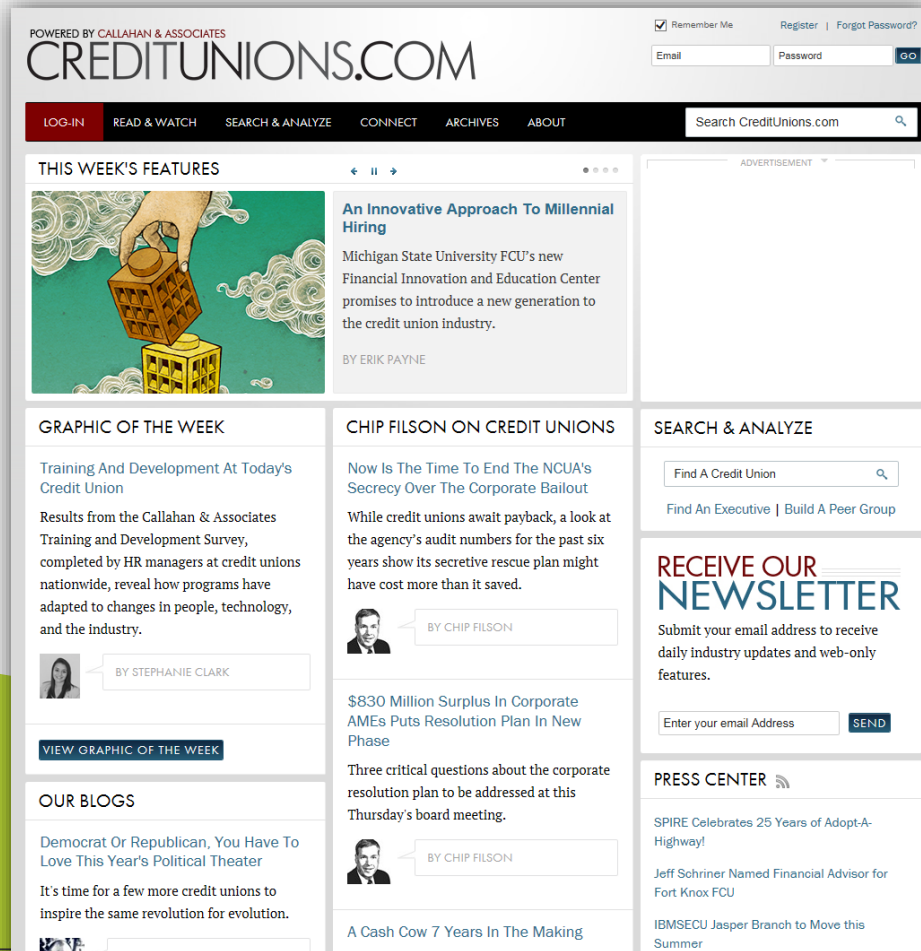 POWERED BY CALLAHAN & ASSOCIATES
CREDITUNIONS.COM
Remember Me
Register | Forgot Password?
Email
Password
GO
LOG-IN
READ & WATCH
SEARCH & ANALYZE
CONNECT
ARCHIVES
ABOUT
Search CreditUnions.com
THIS WEEK'S FEATURES
An Innovative Approach To Millennial
Hiring
Michigan State University FCU's new
Financial Innovation and Education Center
promises to introduce a new generation to
the credit union industry.
BY ERIK PAYNE
ADVERTISEMENT
GRAPHIC OF THE WEEK
Training And Development At Today's
Credit Union
Results from the Callahan & Associates
Training and Development Survey,
completed by HR managers at credit unions
nationwide, reveal how programs have
adapted to changes in people, technology,
and the industry.
BY STEPHANIE CLARK
VIEW GRAPHIC OF THE WEEK
OUR BLOGS
Democrat Or Republican, You Have To
Love This Year's Political Theater
It's time for a few more credit unions to
inspire the same revolution for evolution.
CHIP FILSON ON CREDIT UNIONS
Now Is The Time To End The NCUA's
Secrecy Over The Corporate Bailout
While credit unions await payback, a look at
the agency's audit numbers for the past six
years show its secretive rescue plan might
have cost more than it saved.
BY CHIP FILSON
$830 Million Surplus In Corporate
AMEs Puts Resolution Plan In New
Phase
Three critical questions about the corporate
resolution plan to be addressed at this
Thursday's board meeting.
BY CHIP FILSON
A Cash Cow 7 Years In The Making
SEARCH & ANALYZE
Find A Credit Union
Find An Executive | Build A Peer Group
RECEIVE OUR
NEWSLETTER
Submit your email address to receive
daily industry updates and web-only
features.
Enter your email Address
SEND
PRESS CENTER
SPIRE Celebrates 25 Years of Adopt-A-
Highway!
Jeff Schriner Named Financial Advisor for
Fort Knox FCU
IBMSECU Jasper Branch to Move this
Summer